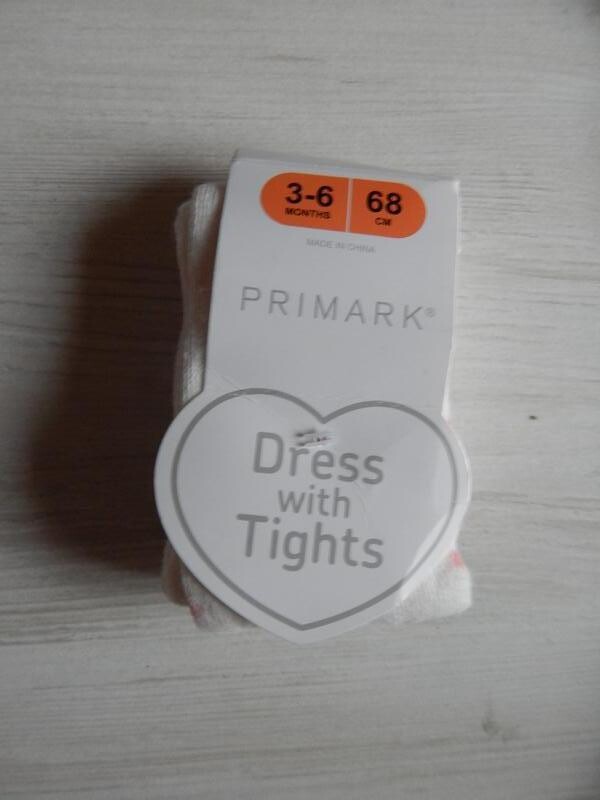 3-6 68
MONTHS CM
MADE IN CHINA
PRIMARK®
Dress
with
Tights